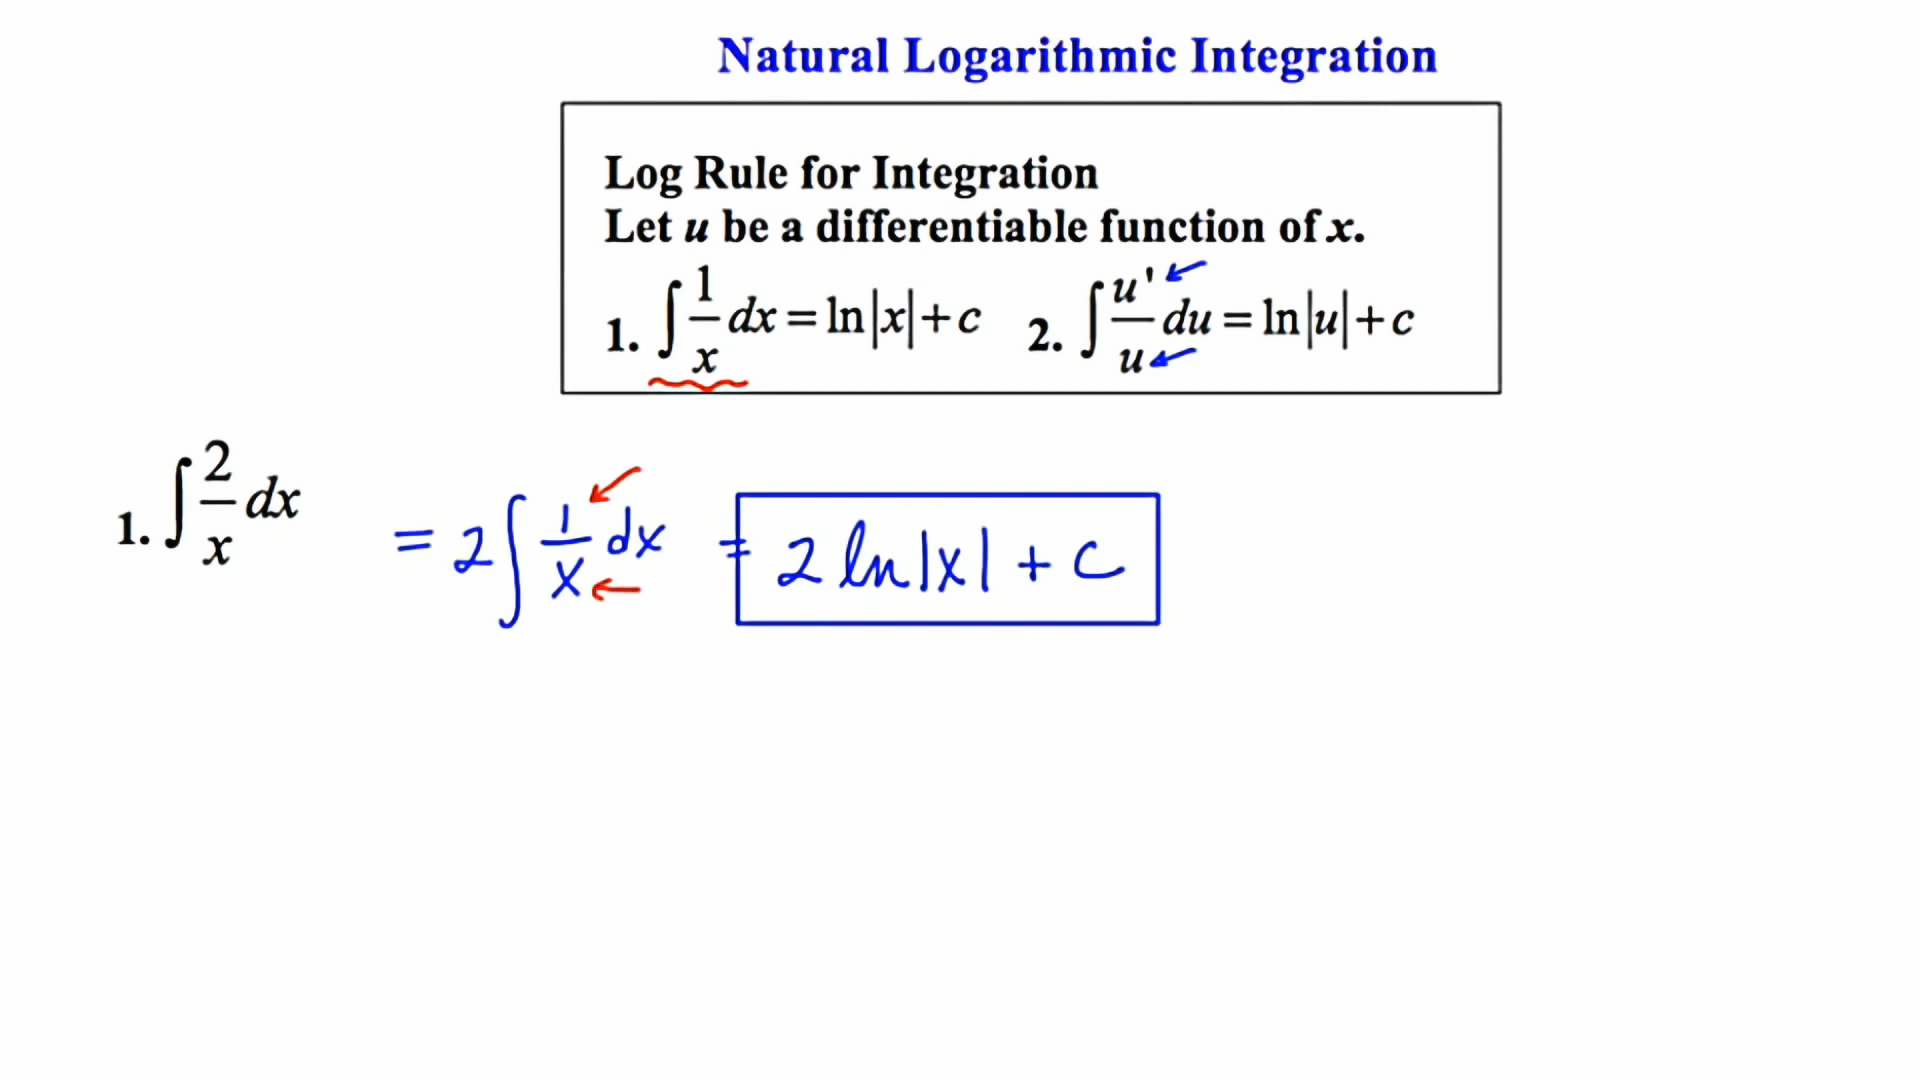 Natural Logarithmic Integration
Log Rule for Integration
Let u be a differentiable function of x.
1. ∫ 1/x dx = ln|x| + c 2. ∫ u'/u du = ln|u| + c
1. ∫ 2/x dx = 2 ∫ 1/x dx = 2 ln|x| + c